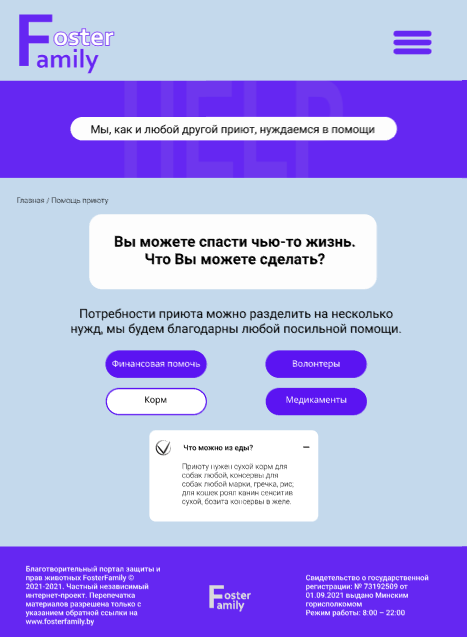 Foster
Family
HELP
Мы, как и любой другой приют, нуждаемся в помощи
Главная / Помощь приюту
Вы можете спасти чью-то жизнь.
Что Вы можете сделать?
Потребности приюта можно разделить на несколько
нужд, мы будем благодарны любой посильной помощи.
Финансовая помочь
Волонтеры
Корм
Медикаменты
Что можно из еды?
Приюту нужен сухой корм для
собак любой, консервы для
собак любой марки, гречка, рис,
для кошек роял канин сенситив
сухой, бозита консервы в желе.
Благотворительный портал защиты и
прав животных FosterFamily ©
2021-2021. Частный независимый
интернет-проект. Перепечатка
материалов разрешена только с
указанием обратной ссылки на
www.fosterfamily.by
Foster
Family
Свидетельство о государственной
регистрации: № 73192509 от
01.09.2021 выдано Минским
горисполкомом
Режим работы: 8:00 – 22:00